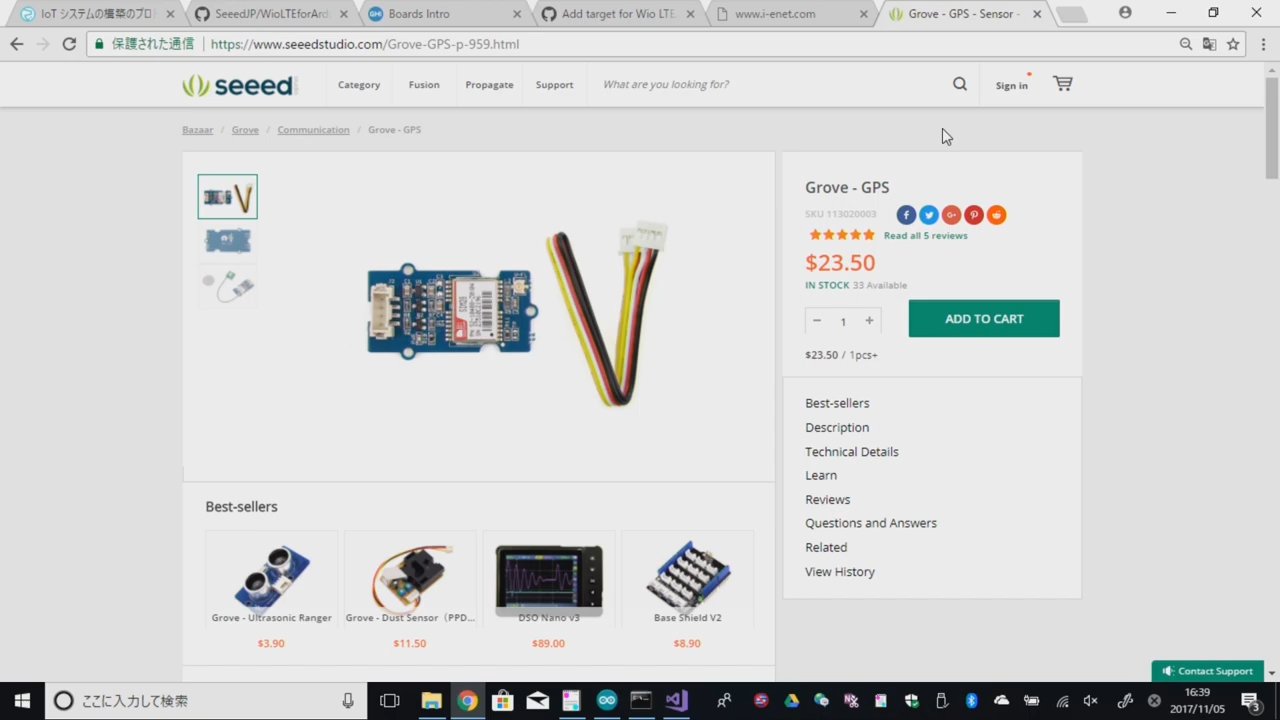 IoT システムの構築のプロ
SeeedJP/WioLTEforArd
Boards Intro
Add target for Wio LTE
www.i-enet.com
Grove - GPS - Sensor -
保護された通信
https://www.seeedstudio.com/Grove-GPS-p-959.html
seeed
Category
Fusion
Propagate
Support
What are you looking for?
Sign in
Bazaar / Grove / Communication / Grove - GPS
Grove - GPS
SKU 113020003
Read all 5 reviews
$23.50
IN STOCK 33 Available
− 1 +
ADD TO CART
$23.50 / 1pcs+
Best-sellers
Description
Technical Details
Learn
Reviews
Questions and Answers
Related
View History
Best-sellers
Grove - Ultrasonic Ranger
$3.90
Grove - Dust Sensor（PPD...
$11.50
DSO Nano v3
$89.00
Base Shield V2
$8.90
Contact Support
ここに入力して検索
16:39
2017/11/05
3